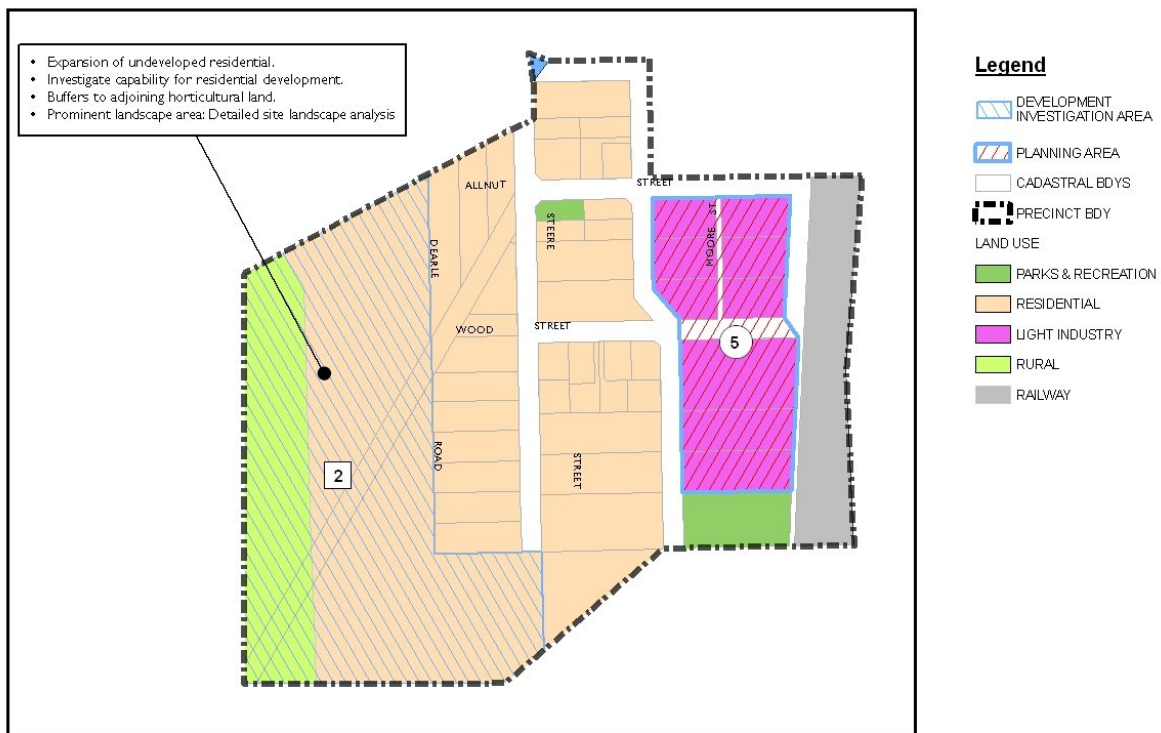 • Expansion of undeveloped residential.
• Investigate capability for residential development.
• Buffers to adjoining horticultural land.
• Prominent landscape area: Detailed site landscape analysis
ALLNUT
STREET
DEARLE
STEERE
MOORE ST
WOOD
STREET
5
ROAD
STREET
2
Legend
DEVELOPMENT
INVESTIGATION AREA
PLANNING AREA
CADASTRAL BDYS
PRECINCT BDY
LAND USE
PARKS & RECREATION
RESIDENTIAL
LIGHT INDUSTRY
RURAL
RAILWAY